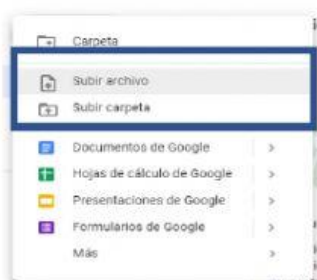 Carpeta
Subir archivo
Subir carpeta
Documentos de Google
Hojas de cálculo de Google
Presentaciones de Google
Formularios de Google
Más